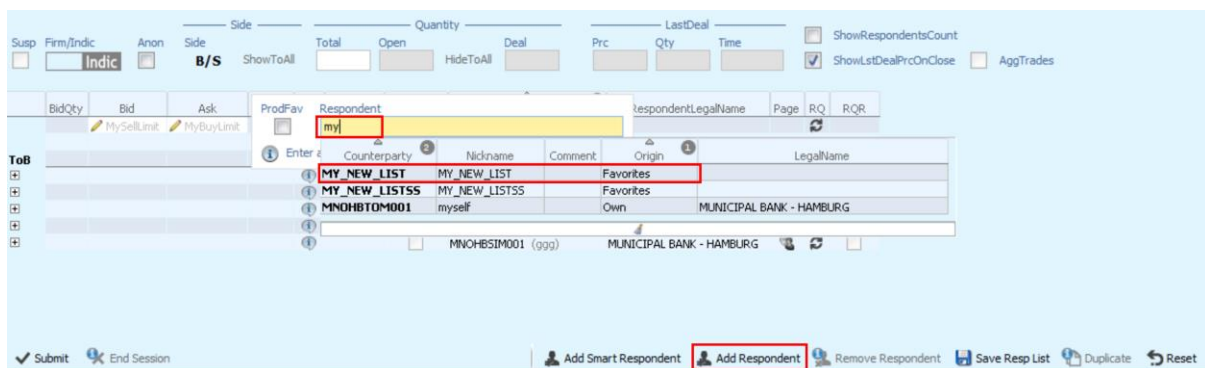 Side Quantity LastDeal
Susp Firm/Indic Anon Side Total Open Deal Prc Qty Time ShowRespondentsCount
Indic B/S ShowToAll HideToAll ShowLstDealPrcOnClose AggTrades
BidQty Bid Ask ProdFav Respondent RespondentLegalName Page RQ RQR
MySellLimit MyBuyLimit my
Enter
ToB Counterparty 2 Nickname Comment Origin 1 LegalName
MY_NEW_LIST MY_NEW_LIST Favorites
MY_NEW_LISTSS MY_NEW_LISTSS Favorites
MNOHBTOM001 myself Own MUNICIPAL BANK - HAMBURG
MNOHBSIM001 (ggg) MUNICIPAL BANK - HAMBURG
Submit End Session Add Smart Respondent Add Respondent Remove Respondent Save Resp List Duplicate Reset